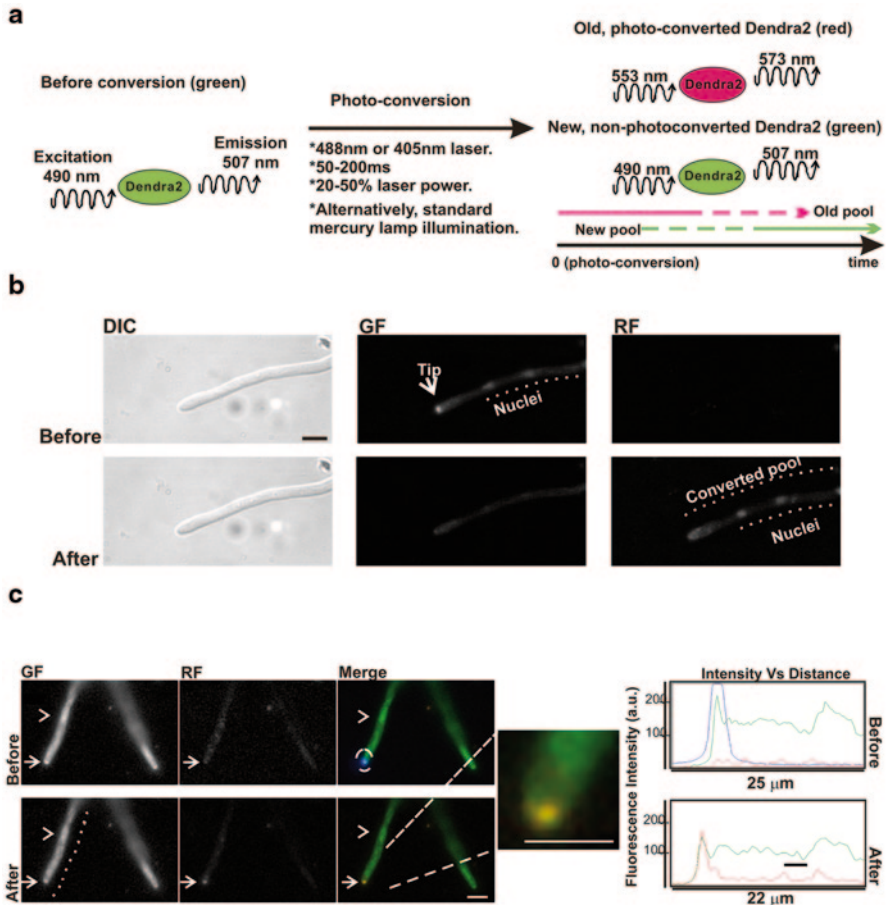 a
Before conversion (green)
Excitation
490 nm
Dendra2
Emission
507 nm
Photo-conversion
*488nm or 405nm laser.
*50-200ms
*20-50% laser power.
*Alternatively, standard
mercury lamp illumination.
Old, photo-converted Dendra2 (red)
553 nm
Dendra2
573 nm
New, non-photoconverted Dendra2 (green)
490 nm
Dendra2
507 nm
Old pool
New pool
0 (photo-conversion)
time
b
DIC
GF
RF
Before
Tip
Nuclei
After
Converted pool
Nuclei
c
GF
RF
Merge
Before
After
Intensity Vs Distance
Fluorescence Intensity (a.u.)
200
100
Before
25 μm
200
100
After
22 μm